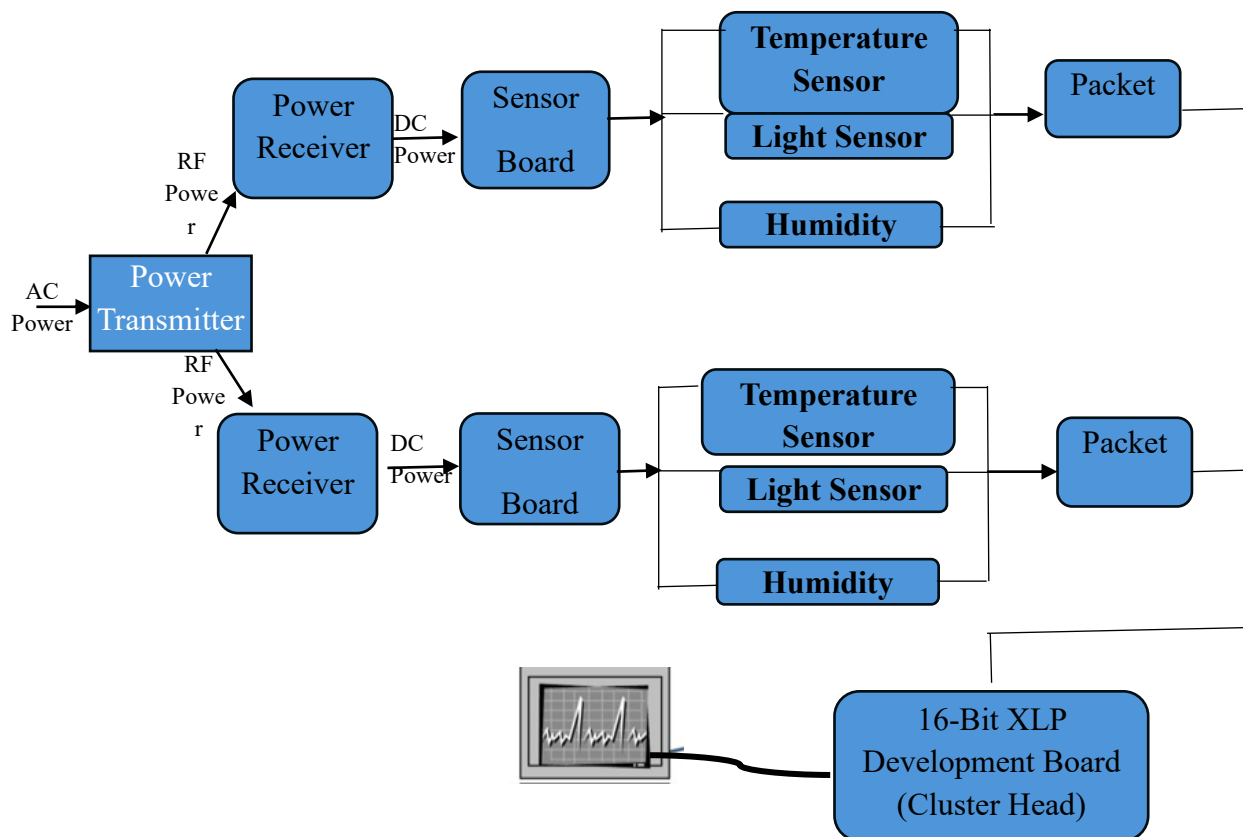 Temperature
Sensor
Light Sensor
Humidity
Packet
Sensor
Board
Power
Receiver
DC
Power
RF
Powe
r
AC
Power
Power
Transmitter
RF
Powe
r
Power
Receiver
DC
Power
Sensor
Board
Temperature
Sensor
Light Sensor
Humidity
Packet
16-Bit XLP
Development Board
(Cluster Head)